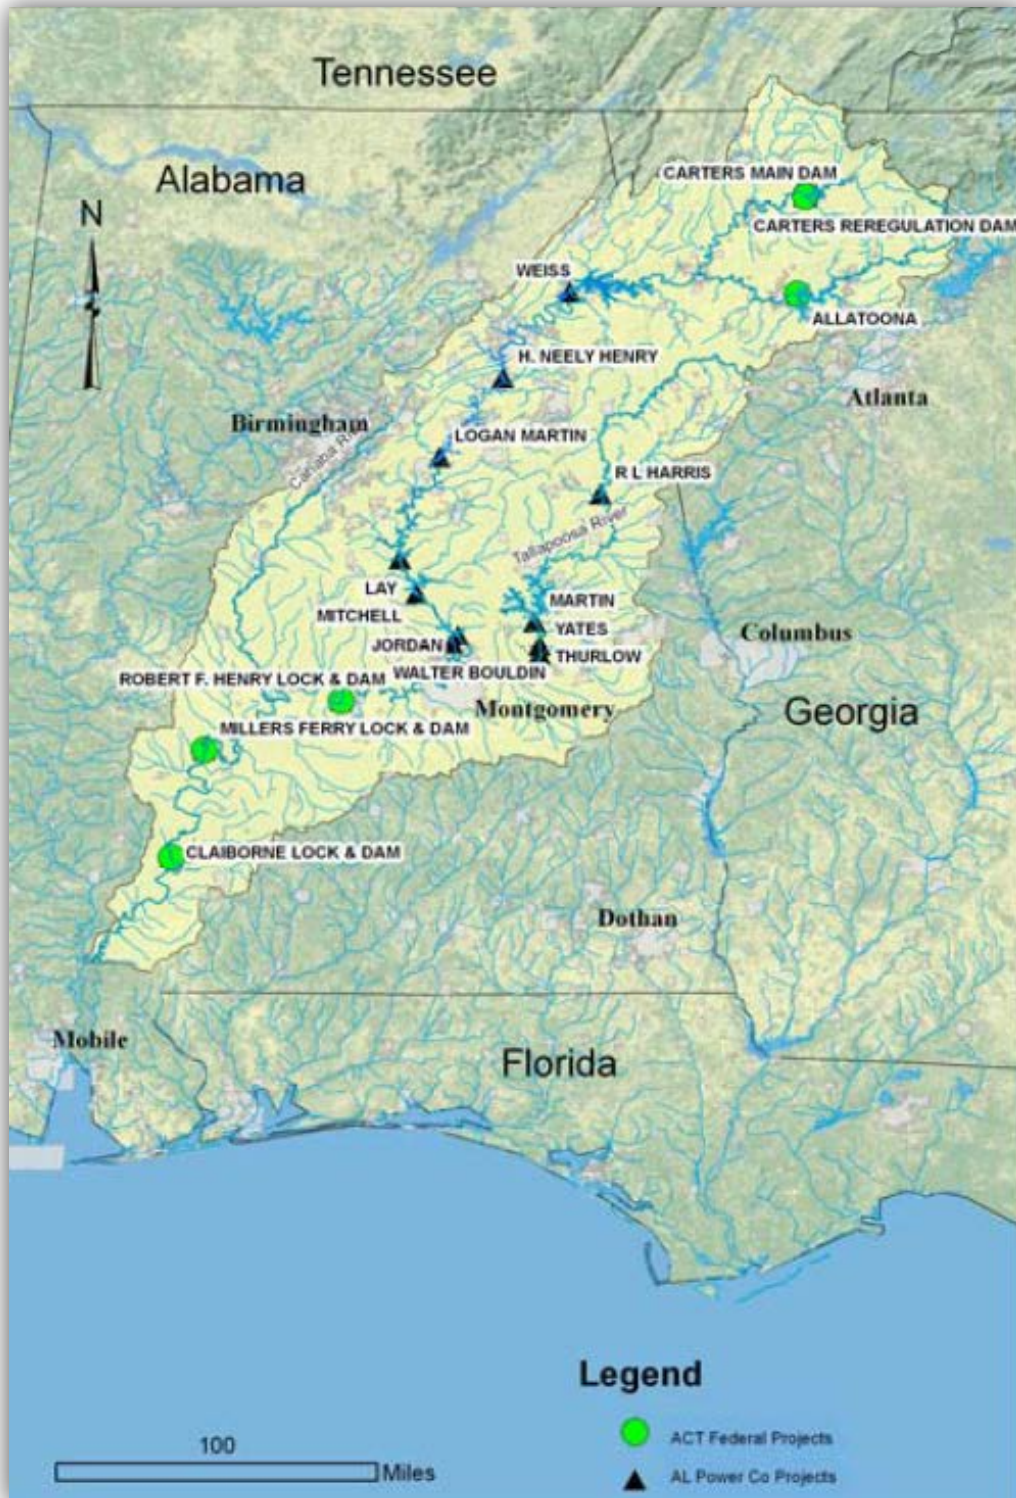 Tennessee
Alabama
N
CARTERS MAIN DAM
CARTERS REREGULATION DAM
WEISS
ALLATOONA
H. NEELY HENRY
Atlanta
Birmingham
Cahaba River
LOGAN MARTIN
R L HARRIS
Tallapoosa River
LAY
MITCHELL
MARTIN
YATES
Columbus
JORDAN
THURLOW
WALTER BOULDIN
ROBERT F. HENRY LOCK & DAM
Montgomery
Georgia
MILLERS FERRY LOCK & DAM
CLAIBORNE LOCK & DAM
Dothan
Mobile
Florida
Legend
ACT Federal Projects
AL Power Co Projects
100
Miles